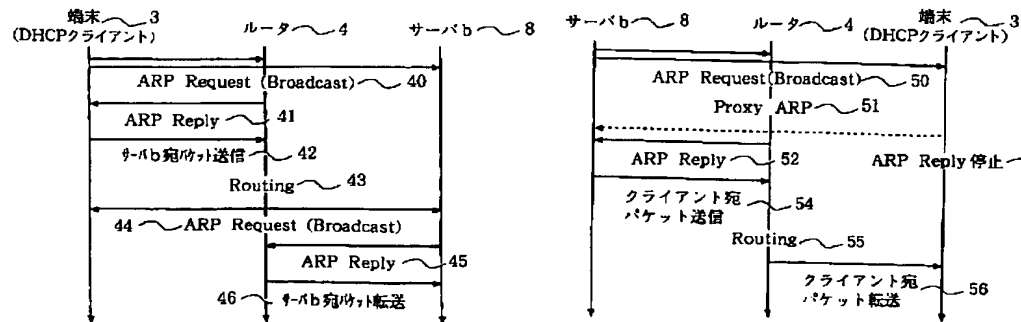 端末 3
(DHCPクライアント)
ルータ 4
サーバb 8
ARP Request (Broadcast) 40
41
ARP Reply
サーバb宛パケット送信 42
Routing 43
44 ARP Request (Broadcast)
ARP Reply 45
46 サーバb宛パケット転送
サーバb 8
ルータ 4
端末 3
(DHCPクライアント)
ARP Request(Broadcast) 50
Proxy ARP 51
ARP Reply 52
ARP Reply 停止
クライアント宛
パケット送信 54
Routing 55
クライアント宛
パケット転送 56